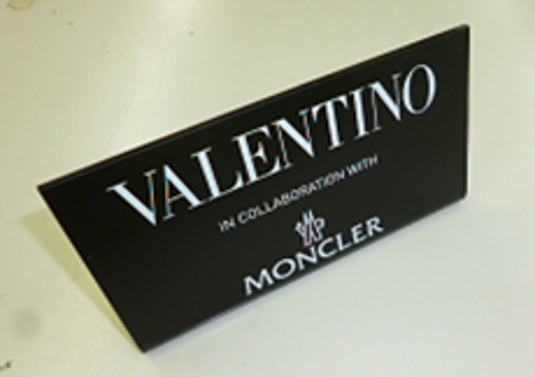 VALENTINO
IN COLLABORATION WITH
MONCLER